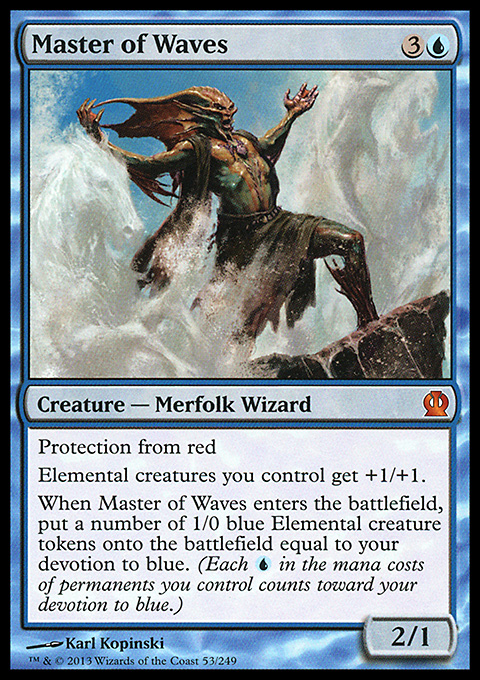 Master of Waves 3
Creature — Merfolk Wizard
Protection from red
Elemental creatures you control get +1/+1.
When Master of Waves enters the battlefield,
put a number of 1/0 blue Elemental creature
tokens onto the battlefield equal to your
devotion to blue. (Each in the mana costs
of permanents you control counts toward your
devotion to blue.)
2/1
Karl Kopinski
™ & © 2013 Wizards of the Coast 53/249